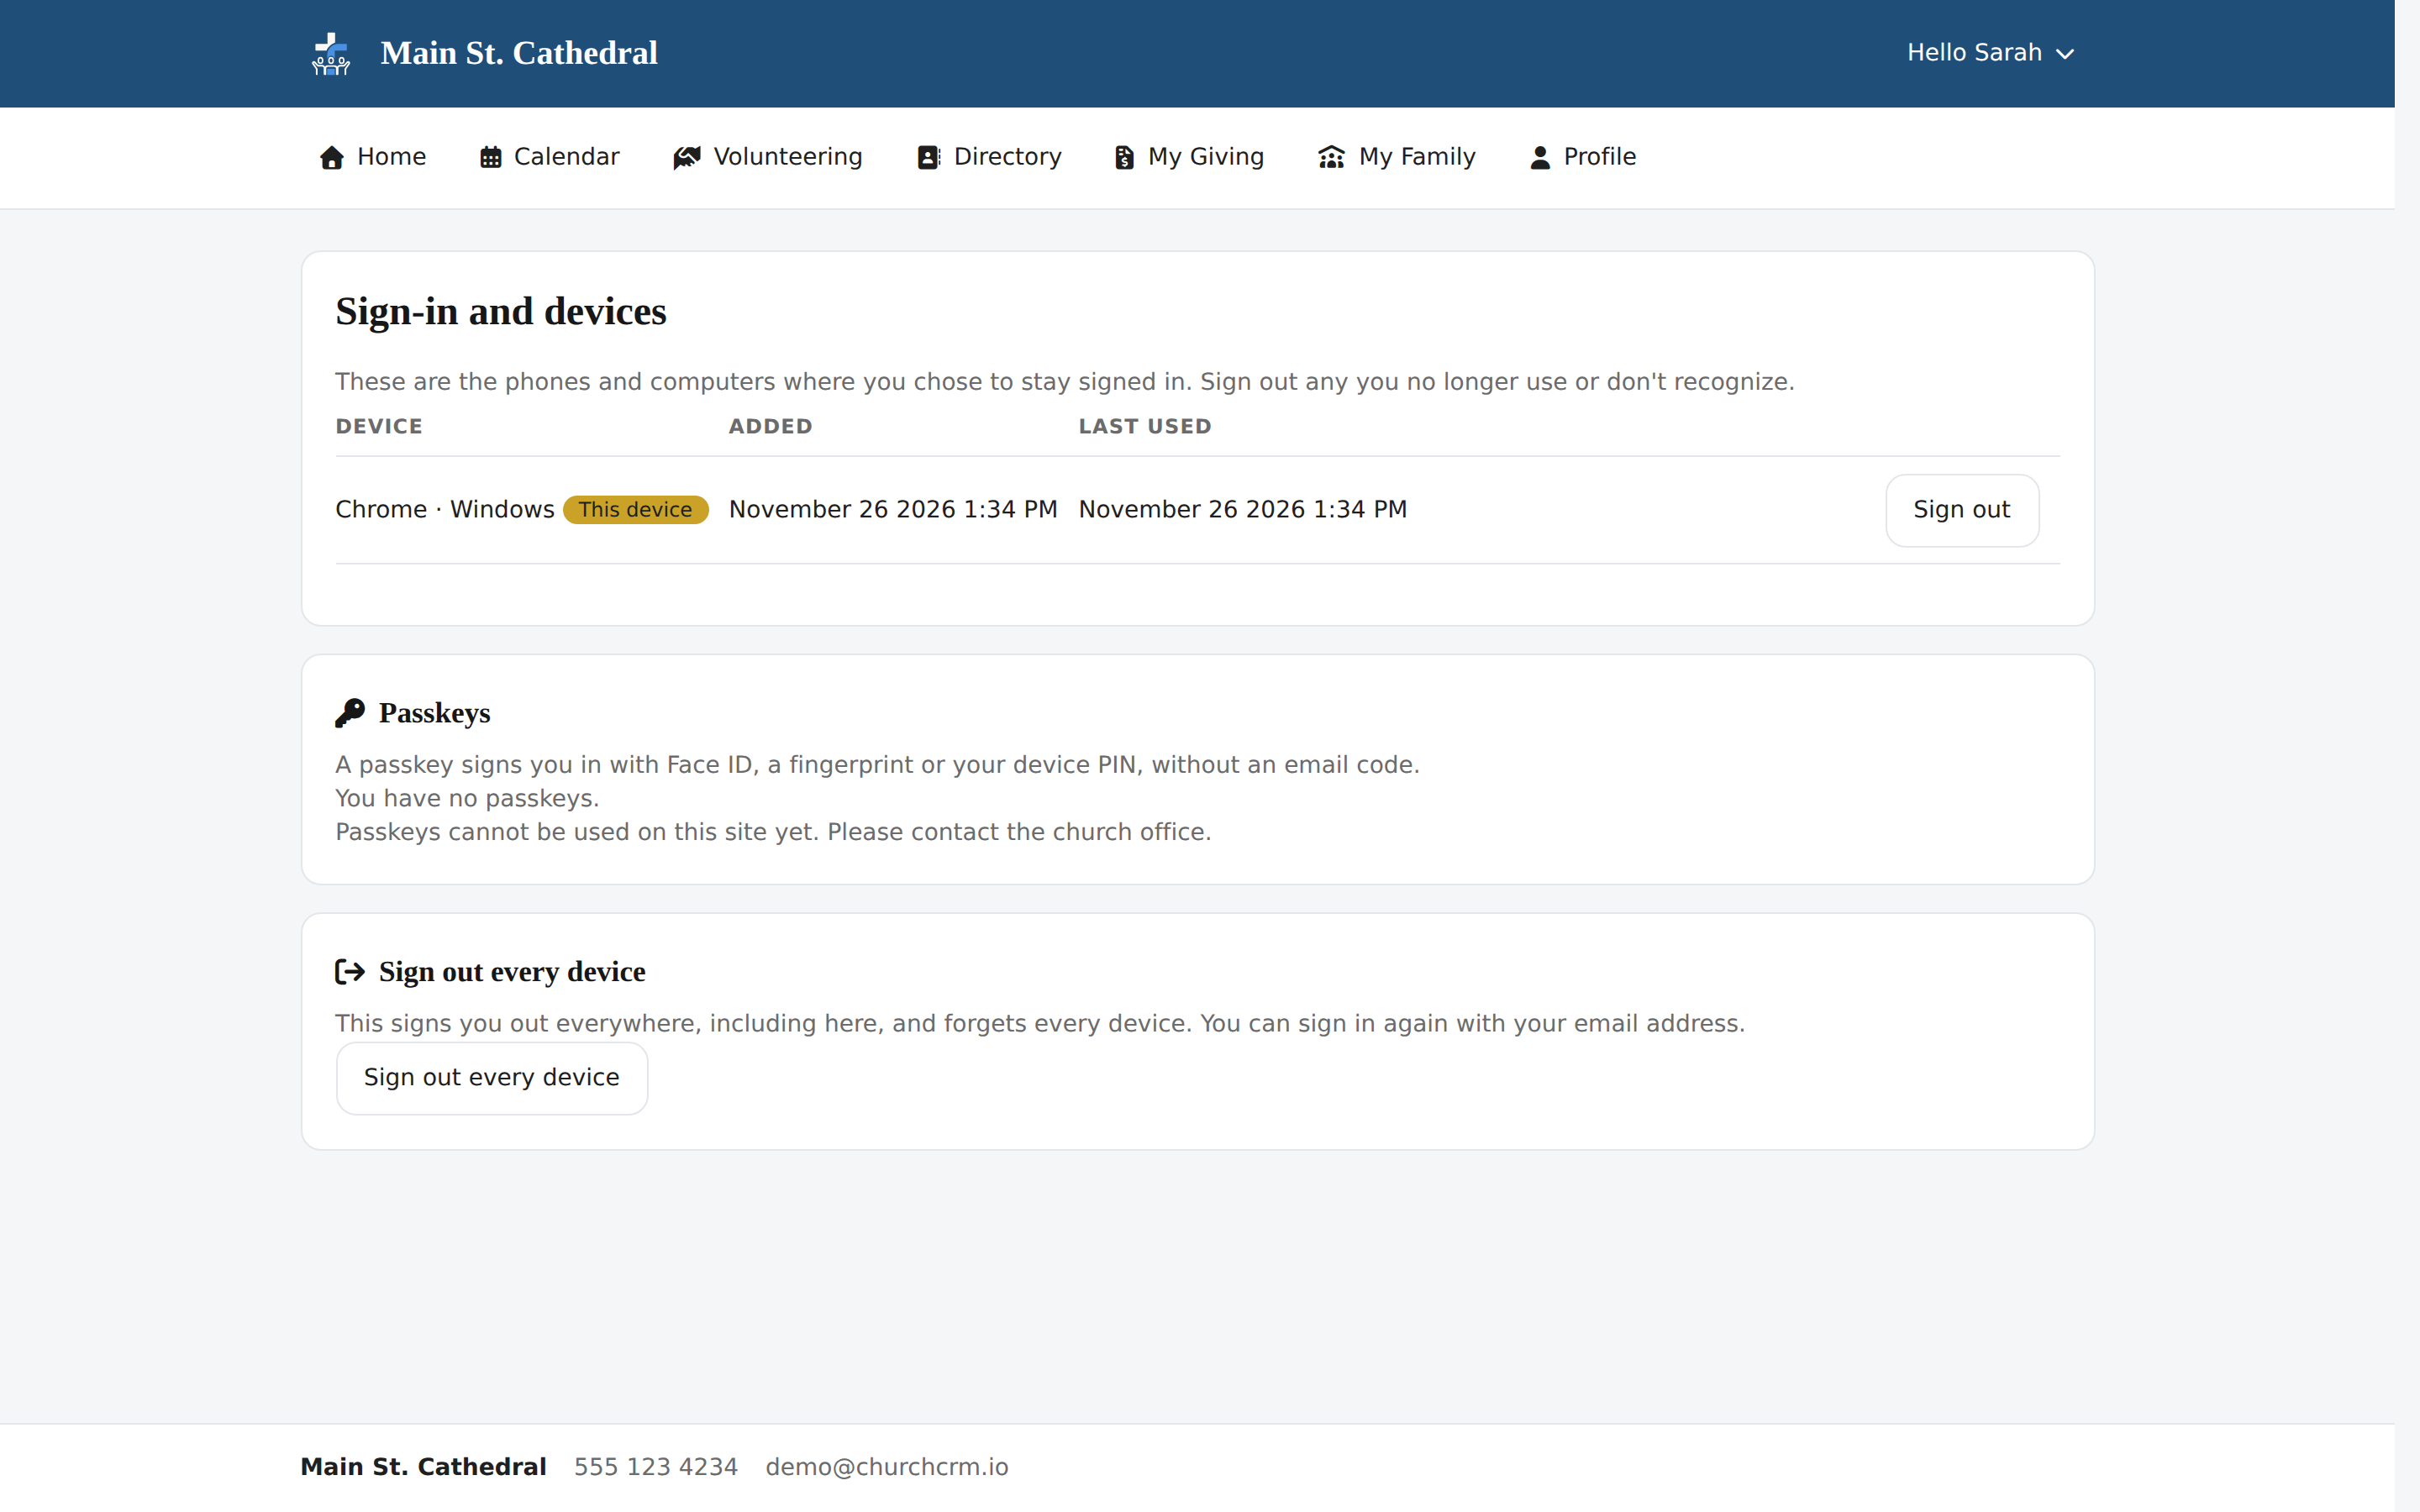 Main St. Cathedral
Hello Sarah
Home Calendar Volunteering Directory My Giving My Family Profile
Sign-in and devices
These are the phones and computers where you chose to stay signed in. Sign out any you no longer use or don't recognize.
DEVICE ADDED LAST USED
Chrome · Windows This device November 26 2026 1:34 PM November 26 2026 1:34 PM Sign out
Passkeys
A passkey signs you in with Face ID, a fingerprint or your device PIN, without an email code.
You have no passkeys.
Passkeys cannot be used on this site yet. Please contact the church office.
Sign out every device
This signs you out everywhere, including here, and forgets every device. You can sign in again with your email address.
Sign out every device
Main St. Cathedral 555 123 4234 demo@churchcrm.io